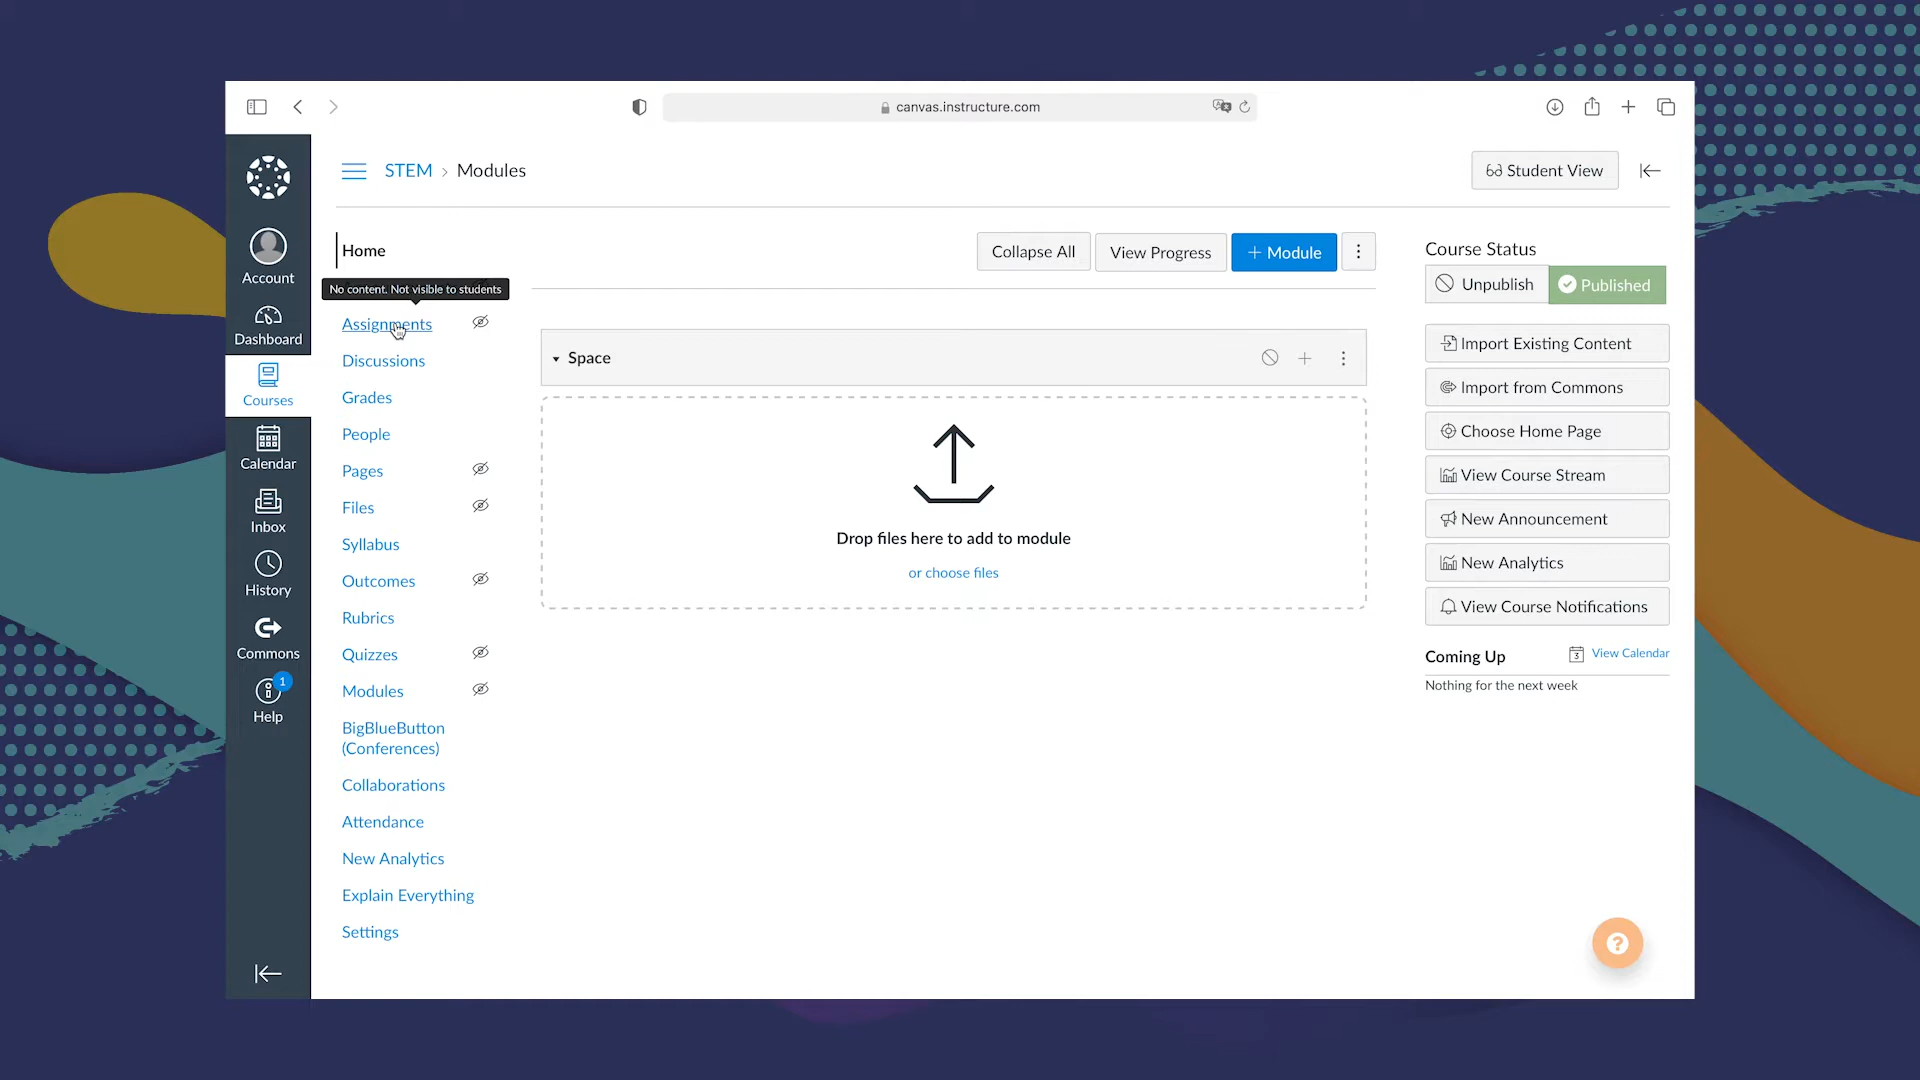 canvas.instructure.com
STEM › Modules
Student View
Account
Dashboard
Courses
Calendar
Inbox
History
Commons
1
Help
Home
No content. Not visible to students
Assignments
Discussions
Grades
People
Pages
Files
Syllabus
Outcomes
Rubrics
Quizzes
Modules
BigBlueButton
(Conferences)
Collaborations
Attendance
New Analytics
Explain Everything
Settings
Collapse All
View Progress
+ Module
Space
Drop files here to add to module
or choose files
Course Status
Unpublish
Published
Import Existing Content
Import from Commons
Choose Home Page
View Course Stream
New Announcement
New Analytics
View Course Notifications
Coming Up
3 View Calendar
Nothing for the next week
?